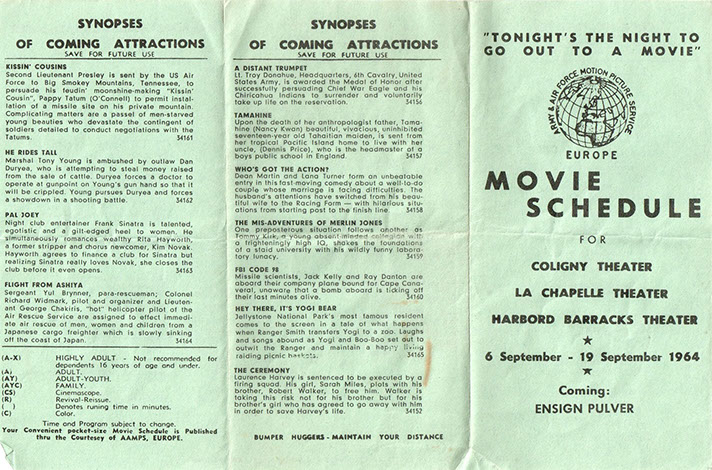 SYNOPSES
OF COMING ATTRACTIONS
SAVE FOR FUTURE USE
KISSIN' COUSINS
Second Lieutenant Presley is sent by the US Air
Force to Big Smokey Mountains, Tennessee, to
persuade his feudin' moonshine-making "Kissin'
Cousin", Pappy Tatum (O'Connell) to permit instal-
lation of a missile site on his private mountain.
Complicating matters are a passel of men-starved
young beauties who devastate the contingent of
soldiers detailed to conduct negotiations with the
Tatums. 34161
HE RIDES TALL
Marshal Tony Young is ambushed by outlaw Dan
Duryea, who is attempting to steal money raised
from the sale of cattle. Duryea forces a doctor to
operate at gunpoint on Young's gun hand so that it
will be crippled. Young pursues Duryea and forces
a showdown in a shooting battle. 34162
PAL JOEY
Night club entertainer Frank Sinatra is talented,
egotistic and a gilt-edged heel to women. He
simultaneously romances wealthy Rita Hayworth,
a former stripper and chorus newcomer, Kim Novak.
Hayworth agrees to finance a club for Sinatra but
realizing Sinatra really loves Novak, she closes the
club before it even opens. 34163
FLIGHT FROM ASHIYA
Sergeant Yul Brynner, para-rescueman; Colonel
Richard Widmark, pilot and organizer and Lieuten-
ant George Chakiris, "hot" helicopter pilot of the
Air Rescue Service are assigned to effect immedi-
ate air rescue of men, women and children from a
Japanese cargo freighter which is slowly sinking
off the coast of Japan. 34164
(A-X) HIGHLY ADULT - Not recommended for
dependents 16 years of age and under.
(A) ADULT.
(AY) ADULT-YOUTH.
(AYC) FAMILY.
(CS) Cinemascope.
(R) Revival-Reissue.
( ) Denotes runing time in minutes.
(C) Color.
Time and Program subject to change.
Your Convenient pocket-size Movie Schedule is Published
thru the Courtesey of AAMPS, EUROPE.
SYNOPSES
OF COMING ATTRACTIONS
SAVE FOR FUTURE USE
A DISTANT TRUMPET
Lt. Troy Donahue, Headquarters, 6th Cavalry, United
States Army, is awarded the Medal of Honor after
successfully persuading Chief War Eagle and his
Chiricohua Indians to surrender and voluntarily
take up life on the reservation. 34156
TAMAHINE
Upon the death of her anthropologist father, Tama-
hine (Nancy Kwan) beautiful, vivacious, uninhibited
seventeen-year old Tahaitian maiden, is sent from
her tropical Pacific Island home to live with her
uncle, (Dennis Price), who is the headmaster of a
boys public school in England. 34157
WHO'S GOT THE ACTION?
Dean Martin and Lana Turner form an unbeatable
entry in this fast-moving comedy about a well-to-do
couple whose marriage is facing difficulties. The
husband's attentions have switched from his beau-
tiful wife to the Racing Form — with hilarious situ-
ations from starting post to the finish line. 34158
THE MIS-ADVENTURES OF MERLIN JONES
One preposterous situation follows another as
Tommy Kirk, a young absent-minded collegian with
a frighteningly high IQ, shakes the foundations
of a staid university with his wildly funny labora-
tory lunacy. 34159
FBI CODE 98
Missile scientists, Jack Kelly and Ray Danton are
aboard their company plane bound for Cape Cana-
veral, unaware that a bomb aboard is ticking off
their last minutes alive. 34160
HEY THERE, IT'S YOGI BEAR
Jellystone National Park's most famous resident
comes to the screen in a tale of what happens
when Ranger Smith transfers Yogi to a zoo. Laughs
and songs abound as Yogi and Boo-Boo set out to
outwit the Ranger and maintain a happy living
raiding picnic baskets. 34165
THE CEREMONY
Laurence Harvey is sentenced to be executed by a
firing squad. His girl, Sarah Miles, plots with his
brother, Robert Walker, to free him. Walker is
taking this risk not for his brother but for his
brother's girl who has agreed to go away with him
in order to save Harvey's life. 34152
BUMPER HUGGERS - MAINTAIN YOUR DISTANCE
"TONIGHT'S THE NIGHT TO
GO OUT TO A MOVIE"
ARMY & AIR FORCE MOTION PICTURE SERVICE
EUROPE
MOVIE
SCHEDULE
FOR
COLIGNY THEATER
LA CHAPELLE THEATER
HARBORD BARRACKS THEATER
6 September - 19 September 1964
Coming:
ENSIGN PULVER